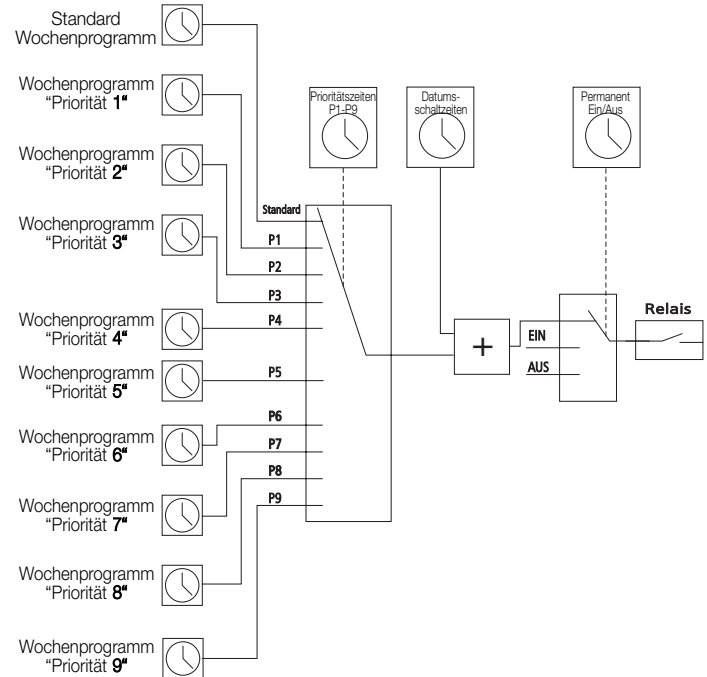 Standard
Wochenprogramm
Wochenprogramm
“Priorität 1“
Wochenprogramm
“Priorität 2“
Wochenprogramm
“Priorität 3“
Wochenprogramm
“Priorität 4“
Wochenprogramm
“Priorität 5“
Wochenprogramm
“Priorität 6“
Wochenprogramm
“Priorität 7“
Wochenprogramm
“Priorität 8“
Wochenprogramm
“Priorität 9“
Prioritätszeiten
P1-P9
Datums-
schaltzeiten
Permanent
Ein/Aus
Standard
P1
P2
P3
P4
P5
P6
P7
P8
P9
+
EIN
AUS
Relais